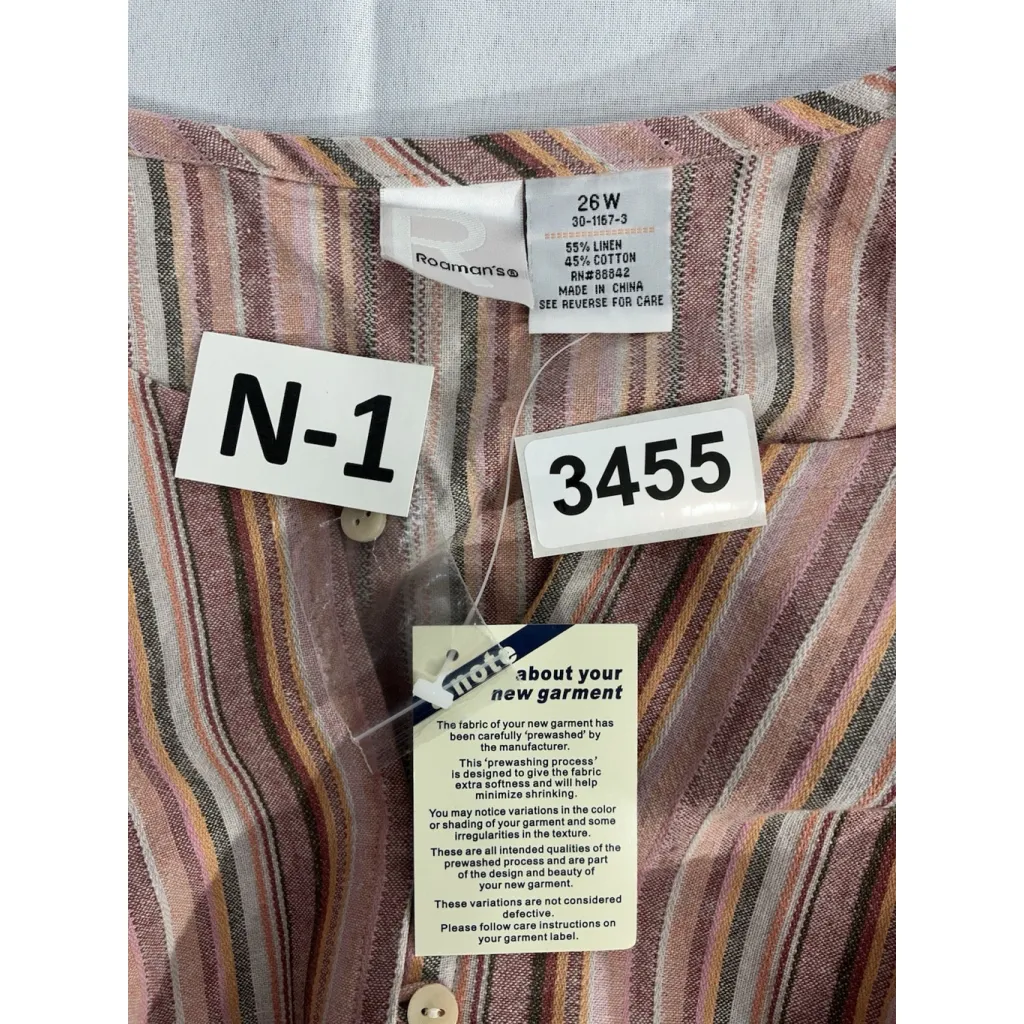 Roaman's®
26W
30-1167-3
55% LINEN
45% COTTON
RN#88842
MADE IN CHINA
SEE REVERSE FOR CARE
N-1
3455
note
about your
new garment
The fabric of your new garment has
been carefully ‘prewashed’ by
the manufacturer.
This ‘prewashing process’
is designed to give the fabric
extra softness and will help
minimize shrinking.
You may notice variations in the color
or shading of your garment and some
irregularities in the texture.
These are all intended qualities of the
prewashed process and are part
of the design and beauty of
your new garment.
These variations are not considered
defective.
Please follow care instructions on
your garment label.